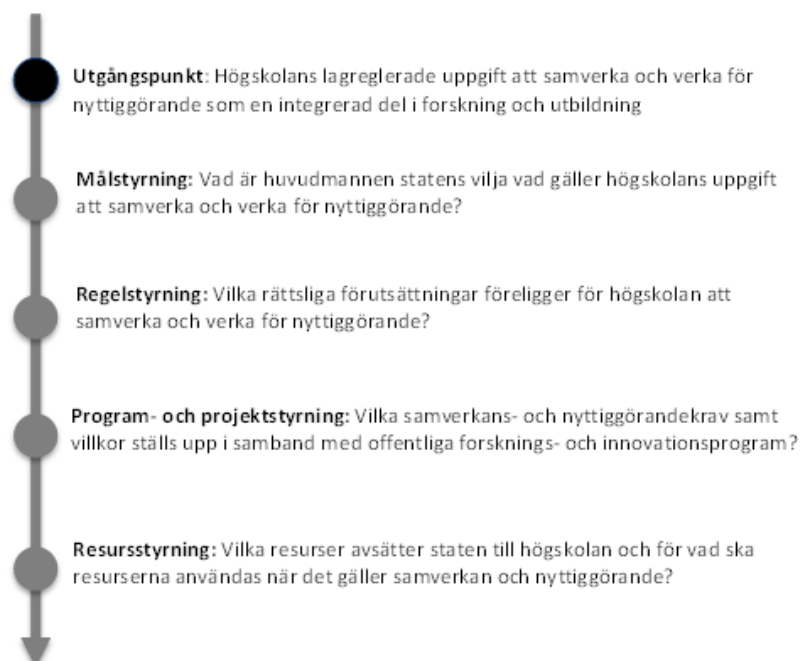 Utgångspunkt: Högskolans lagreglerade uppgift att samverka och verka för
nyttiggörande som en integrerad del i forskning och utbildning
Målstyrning: Vad är huvudmannen statens vilja vad gäller högskolans uppgift
att samverka och verka för nyttiggörande?
Regelstyrning: Vilka rättsliga förutsättningar föreligger för högskolan att
samverka och verka för nyttiggörande?
Program- och projektstyrning: Vilka samverkans- och nyttiggörandekrav samt
villkor ställs upp i samband med offentliga forsknings- och innovationsprogram?
Resursstyrning: Vilka resurser avsätter staten till högskolan och för vad ska
resurserna användas när det gäller samverkan och nyttiggörande?